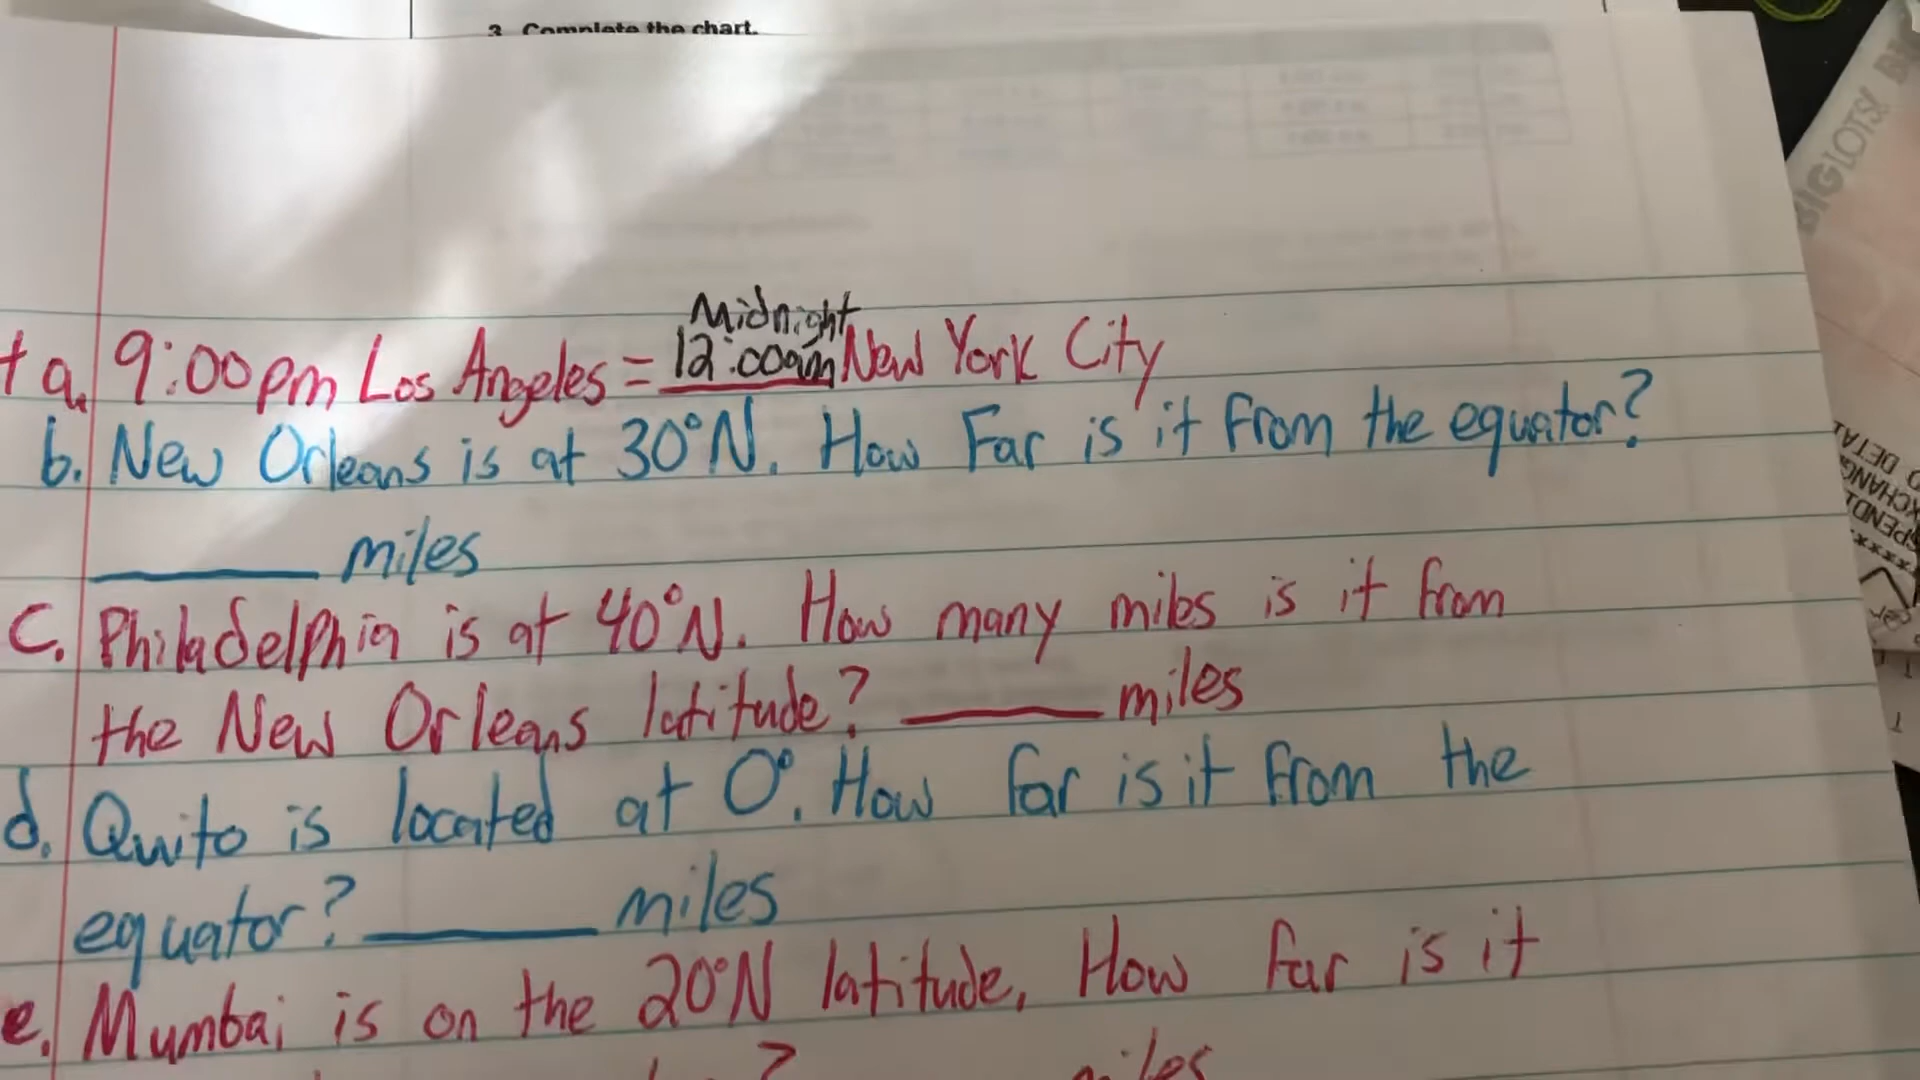 3. Complete the chart.
Midnight
a. 9:00pm Los Angeles = 12:00am New York City
b. New Orleans is at 30°N. How Far is it from the equator?
_____ miles
C. Philadelphia is at 40°N. How many miles is it from
the New Orleans latitude? _____ miles
d. Quito is located at 0°. How far is it from the
equator? _____ miles
e. Mumbai is on the 20°N latitude. How far is it
? miles
BIGLOTS!